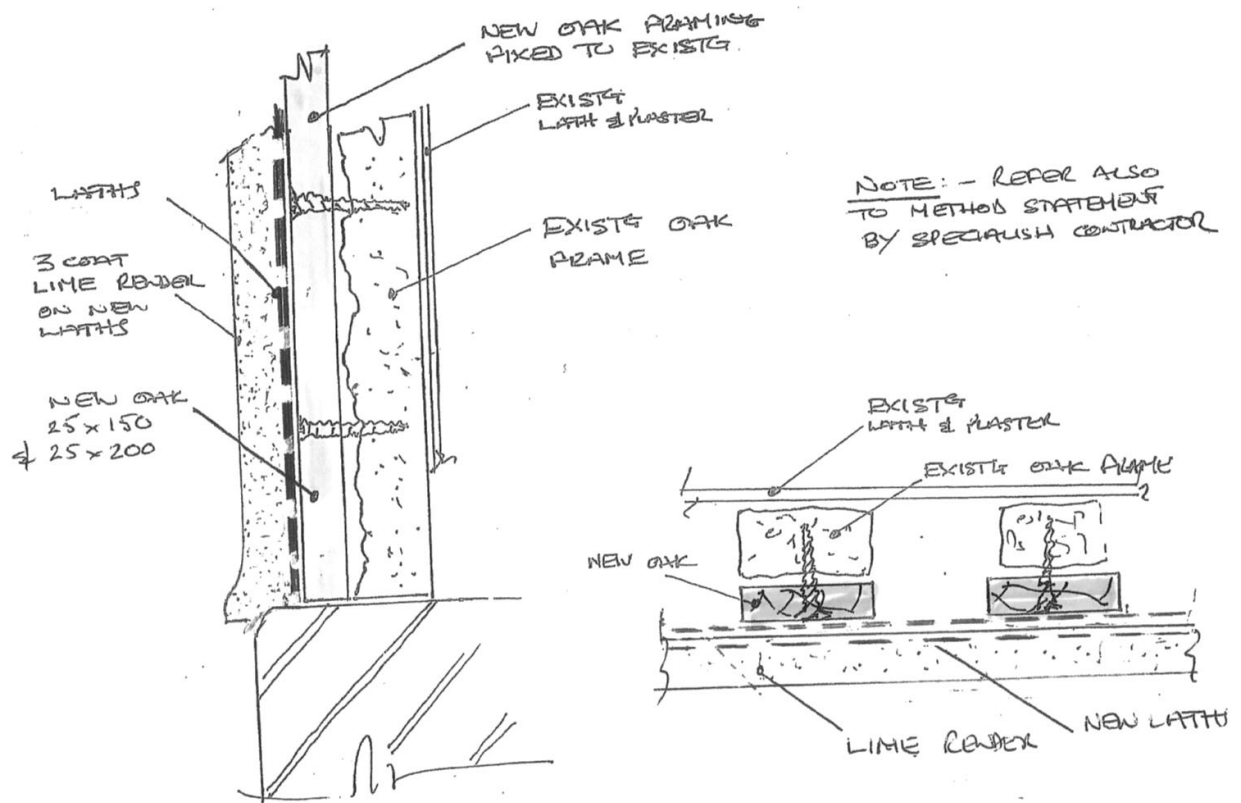 NEW OAK FRAMING
FIXED TO EXISTG.
EXISTG
LATH & PLASTER
LATHS
3 COAT
LIME RENDER
ON NEW
LATHS
EXISTG OAK
FRAME
NEW OAK
25 x 150
& 25 x 200
NOTE: - REFER ALSO
TO METHOD STATEMENT
BY SPECIALISH CONTRACTOR
EXISTG
LATH & PLASTER
EXISTG OAK FRAME
NEW OAK
LIME RENDER
NEW LATHS